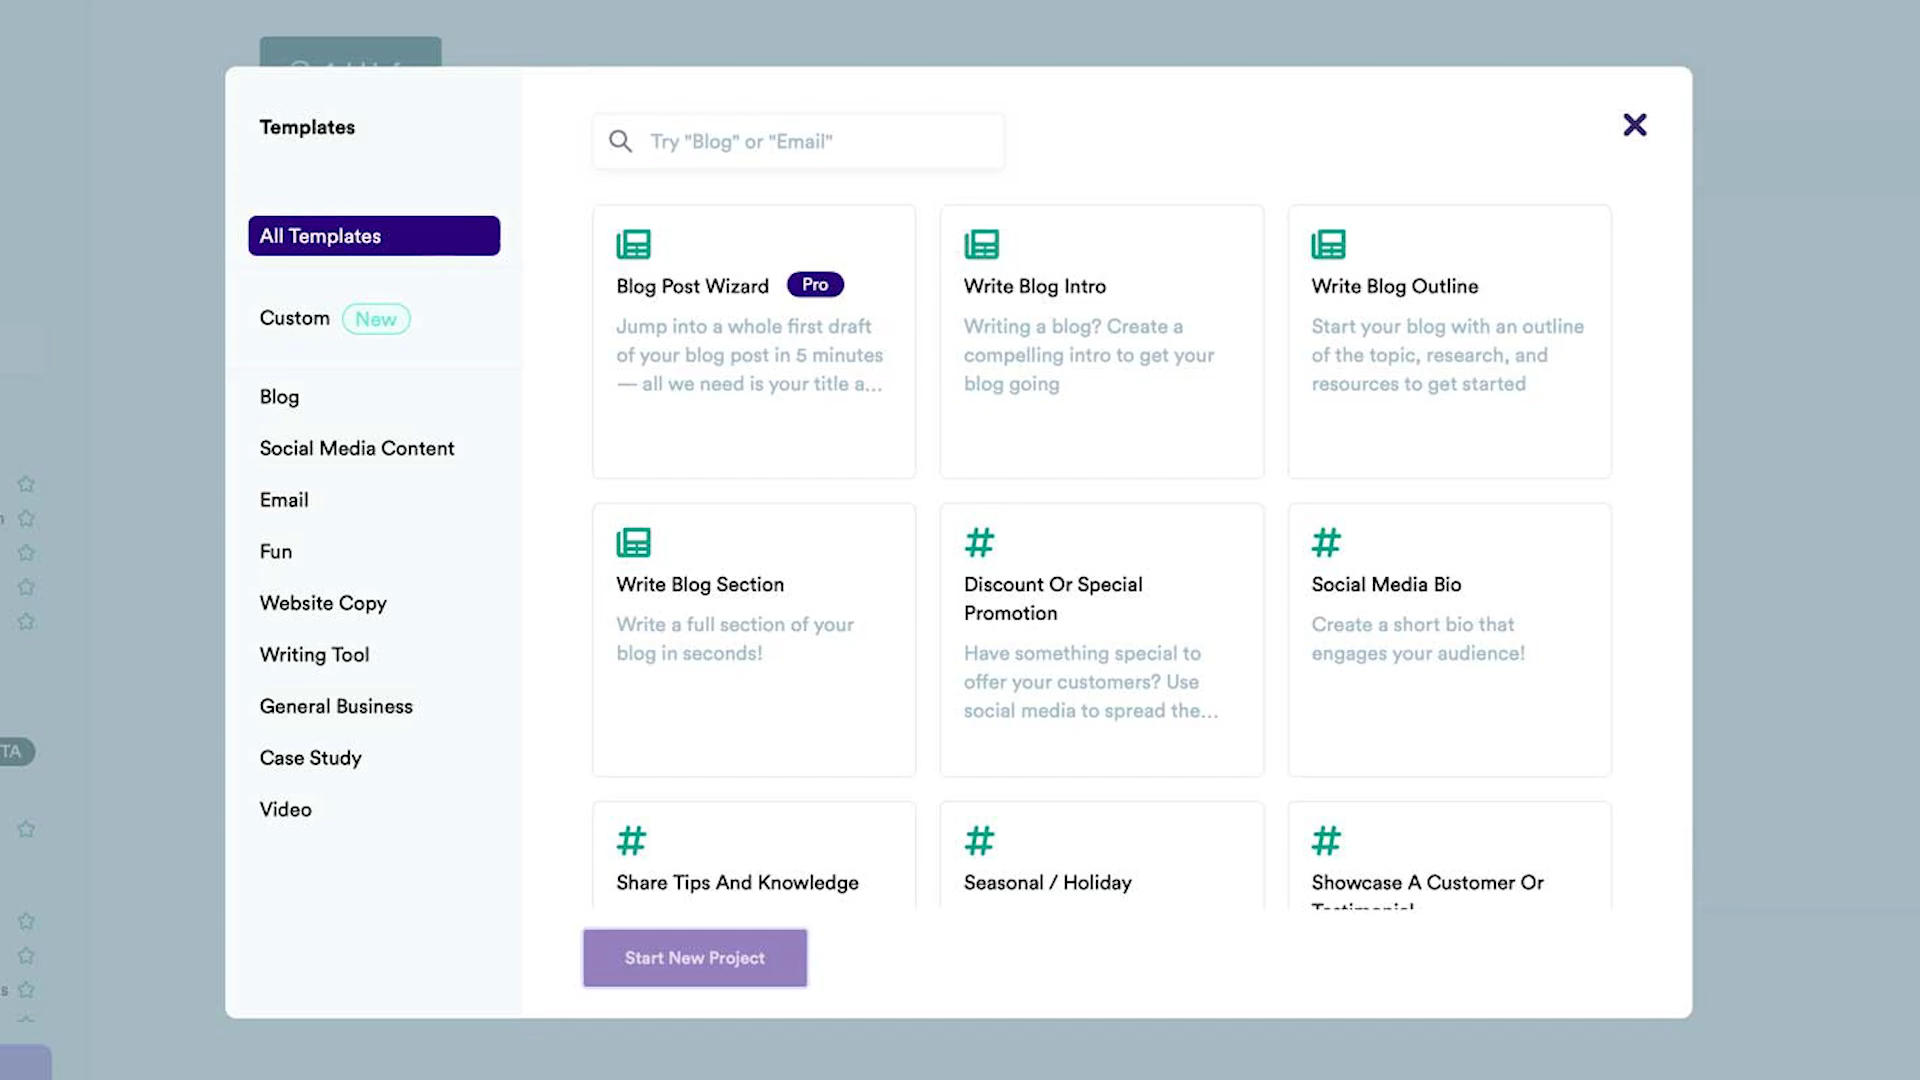 Templates
Try "Blog" or "Email"
All Templates
Custom New
Blog
Social Media Content
Email
Fun
Website Copy
Writing Tool
General Business
Case Study
Video
Blog Post Wizard Pro
Jump into a whole first draft
of your blog post in 5 minutes
— all we need is your title a...
Write Blog Intro
Writing a blog? Create a
compelling intro to get your
blog going
Write Blog Outline
Start your blog with an outline
of the topic, research, and
resources to get started
Write Blog Section
Write a full section of your
blog in seconds!
Discount Or Special
Promotion
Have something special to
offer your customers? Use
social media to spread the...
Social Media Bio
Create a short bio that
engages your audience!
Share Tips And Knowledge
Seasonal / Holiday
Showcase A Customer Or
Testimonial
Start New Project
TA